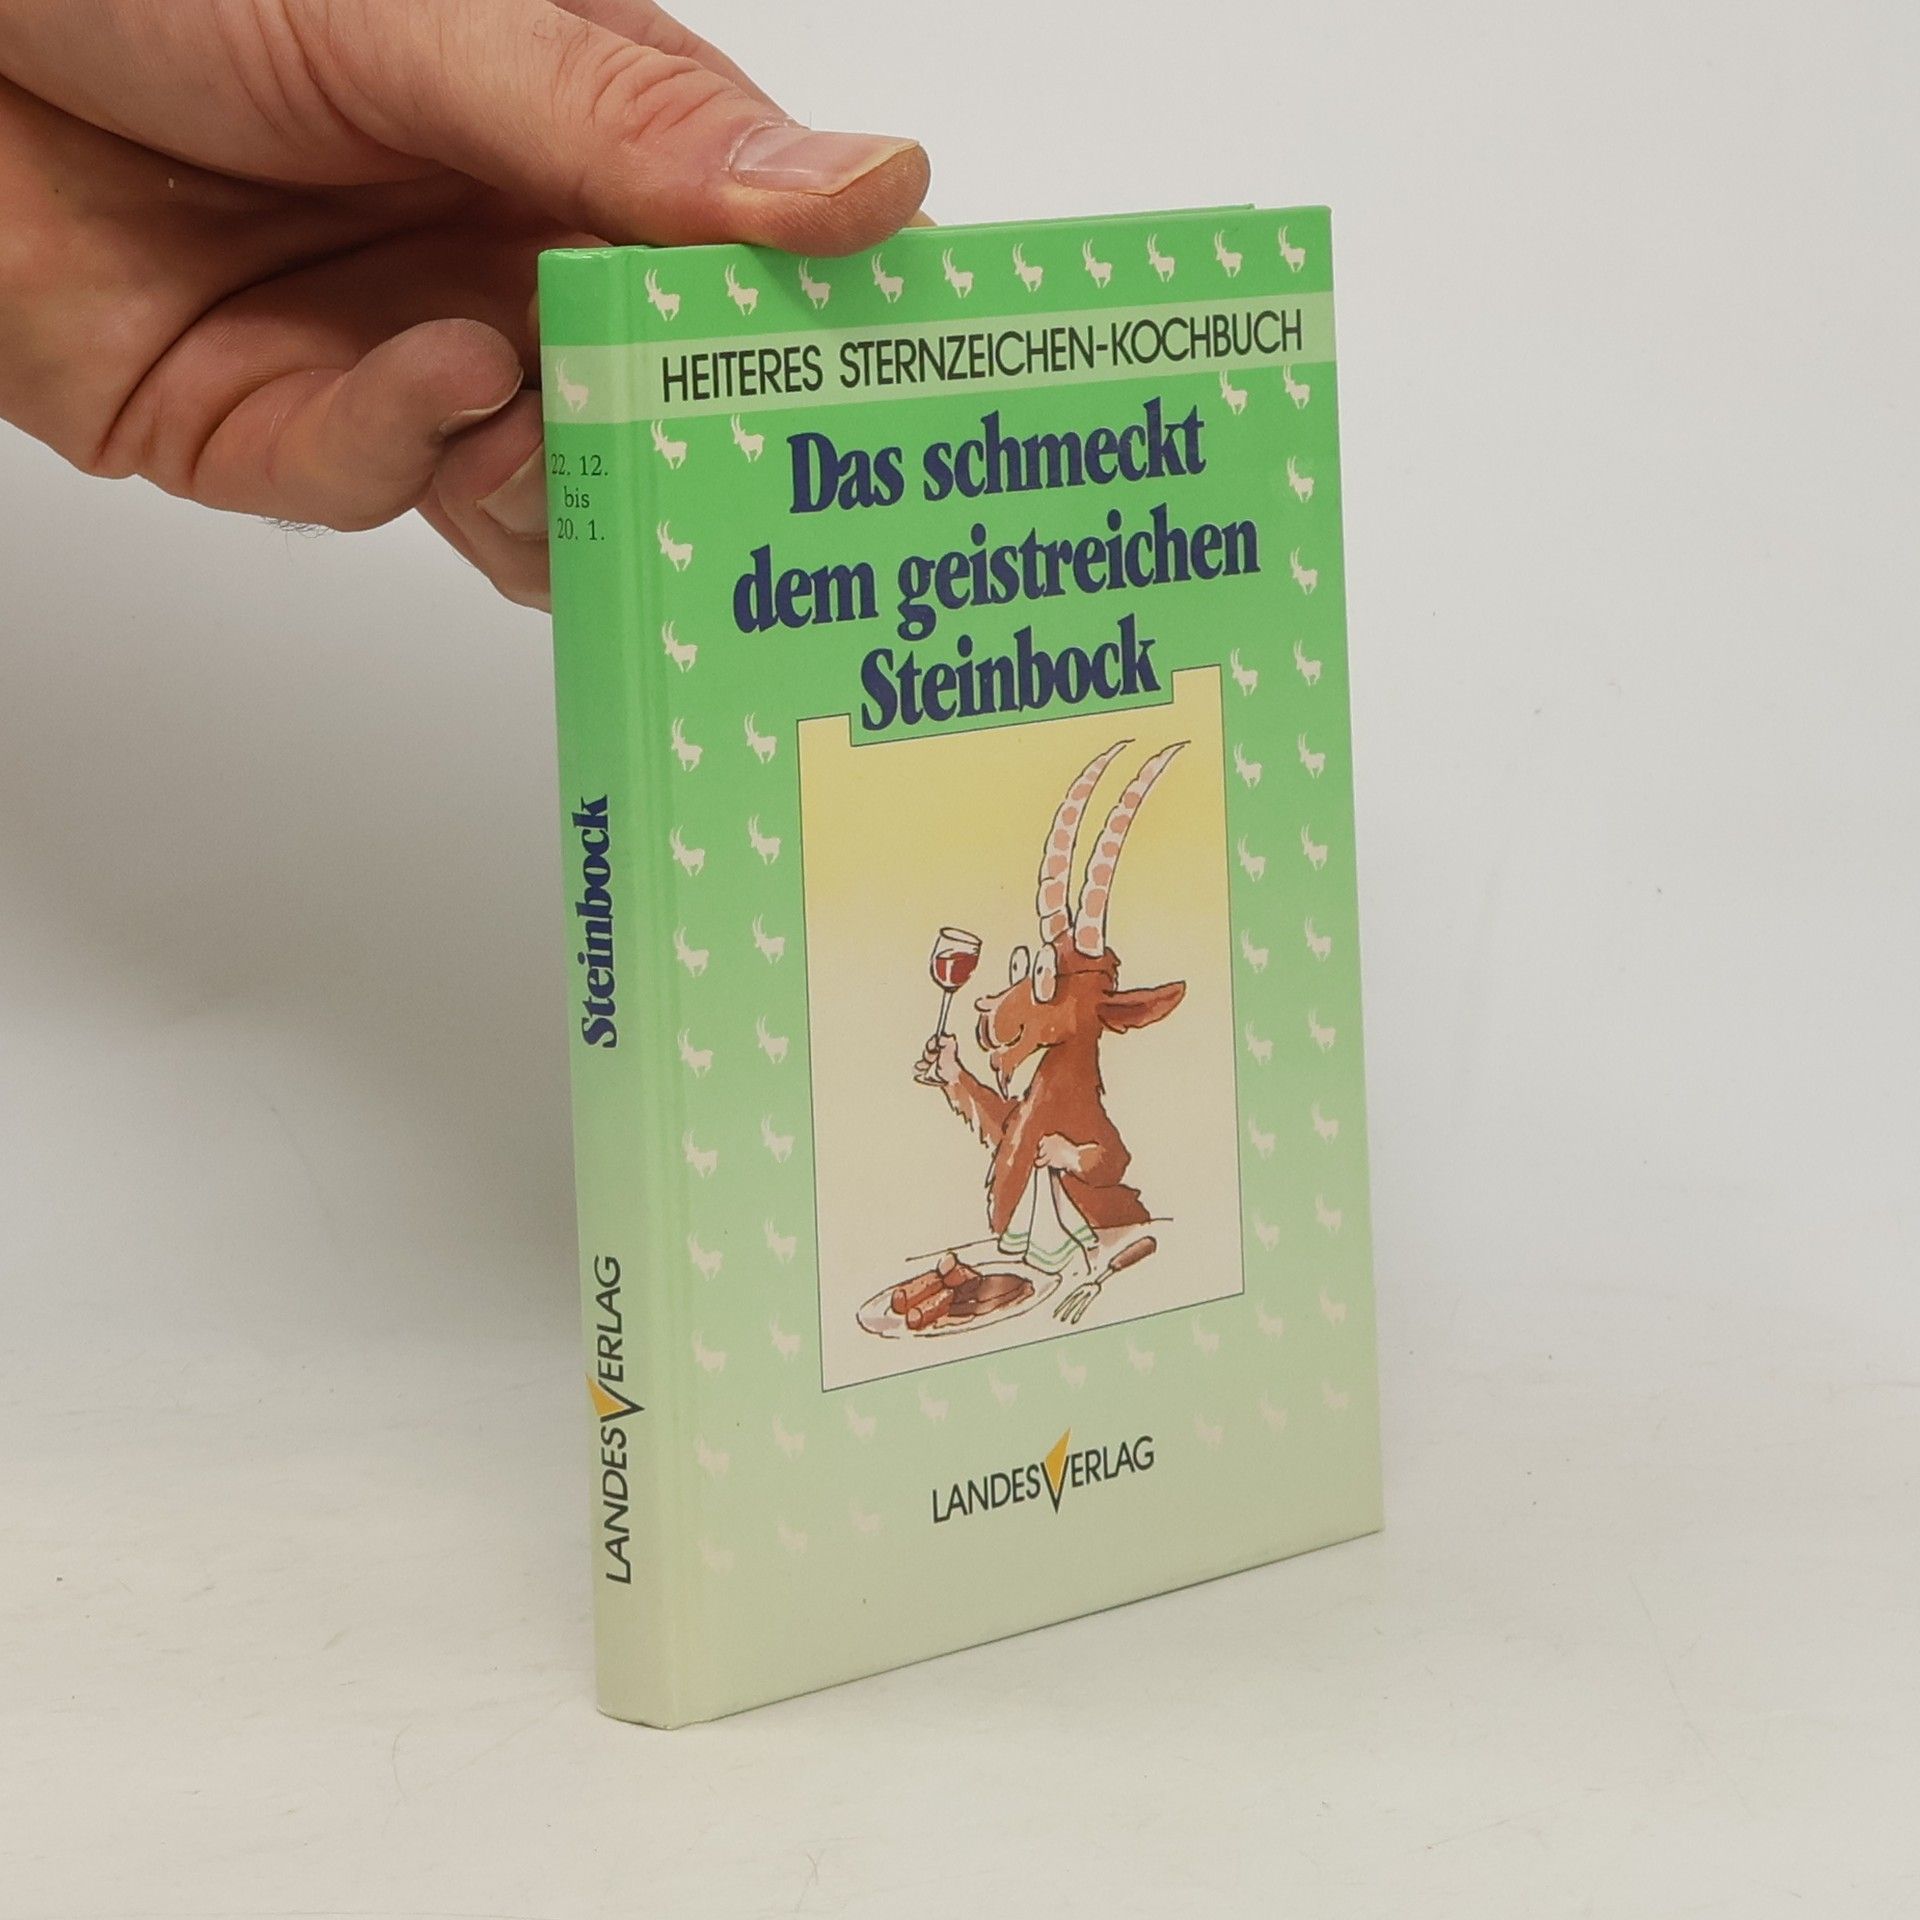 HEITERES STERNZEICHEN-KOCHBUCH
Das schmeckt
dem geistreichen
Steinbock
LANDESVERLAG
22. 12.
bis
20. 1.
Steinbock
LANDESVERLAG